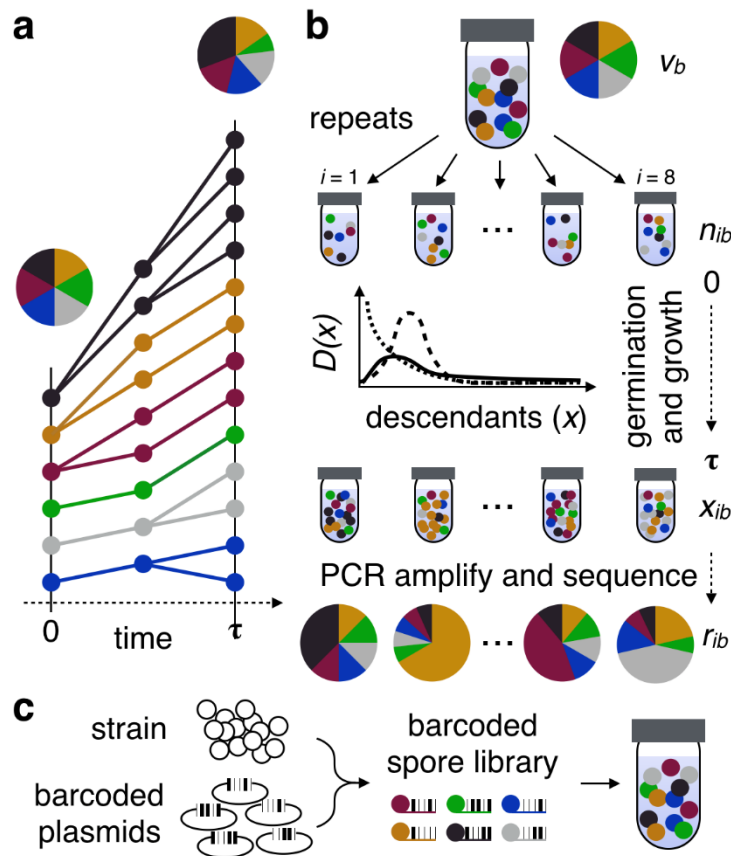 a
0
time
τ
b
v_b
repeats
i = 1
i = 8
...
n_ib
0
D(x)
descendants (x)
germination
and growth
τ
...
x_ib
PCR amplify and sequence
...
r_ib
c
strain
barcoded
plasmids
barcoded
spore library